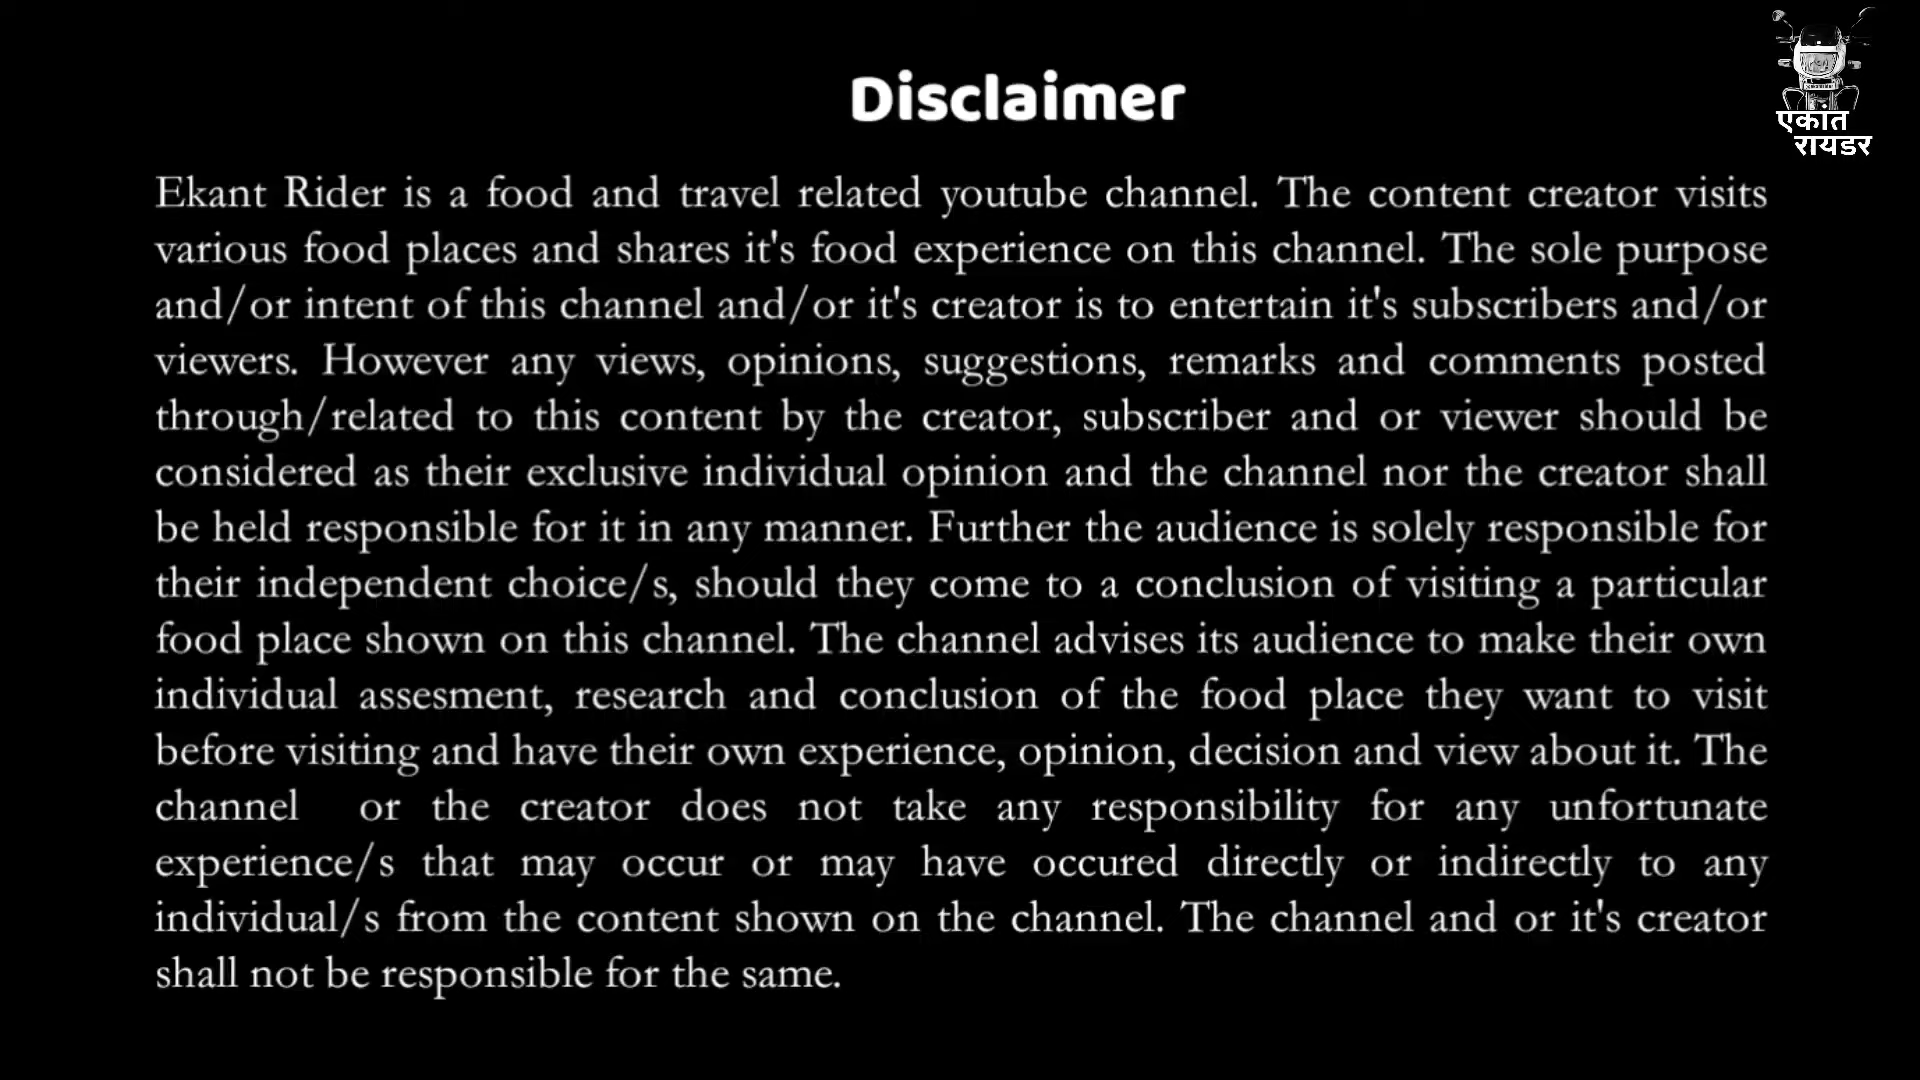 Disclaimer
एकांत
रायडर
Ekant Rider is a food and travel related youtube channel. The content creator visits
various food places and shares it's food experience on this channel. The sole purpose
and/or intent of this channel and/or it's creator is to entertain it's subscribers and/or
viewers. However any views, opinions, suggestions, remarks and comments posted
through/related to this content by the creator, subscriber and or viewer should be
considered as their exclusive individual opinion and the channel nor the creator shall
be held responsible for it in any manner. Further the audience is solely responsible for
their independent choice/s, should they come to a conclusion of visiting a particular
food place shown on this channel. The channel advises its audience to make their own
individual assesment, research and conclusion of the food place they want to visit
before visiting and have their own experience, opinion, decision and view about it. The
channel or the creator does not take any responsibility for any unfortunate
experience/s that may occur or may have occured directly or indirectly to any
individual/s from the content shown on the channel. The channel and or it's creator
shall not be responsible for the same.